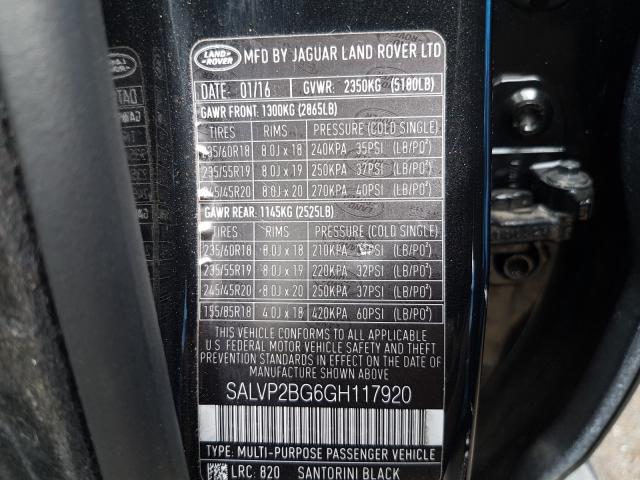 LAND ROVER MFD BY JAGUAR LAND ROVER LTD
DATE: 01/16 GVWR: 2350KG (5180LB)
GAWR FRONT: 1300KG (2865LB)
TIRES RIMS PRESSURE (COLD SINGLE)
235/60R18 8.0J x 18 240KPA 35PSI (LB/PO²)
235/55R19 8.0J x 19 250KPA 37PSI (LB/PO²)
245/45R20 8.0J x 20 270KPA 40PSI (LB/PO²)
GAWR REAR: 1145KG (2525LB)
TIRES RIMS PRESSURE (COLD SINGLE)
235/60R18 8.0J x 18 210KPA (LB/PO²)
235/55R19 8.0J x 19 220KPA 32PSI (LB/PO²)
245/45R20 8.0J x 20 250KPA 37PSI (LB/PO²)
155/85R18 4.0J x 18 420KPA 60PSI (LB/PO²)
THIS VEHICLE CONFORMS TO ALL APPLICABLE
U.S. FEDERAL MOTOR VEHICLE SAFETY AND THEFT
PREVENTION STANDARDS IN EFFECT ON THE DATE OF
MANUFACTURE SHOWN ABOVE
SALVP2BG6GH117920
TYPE: MULTI-PURPOSE PASSENGER VEHICLE
LRC: 820 SANTORINI BLACK